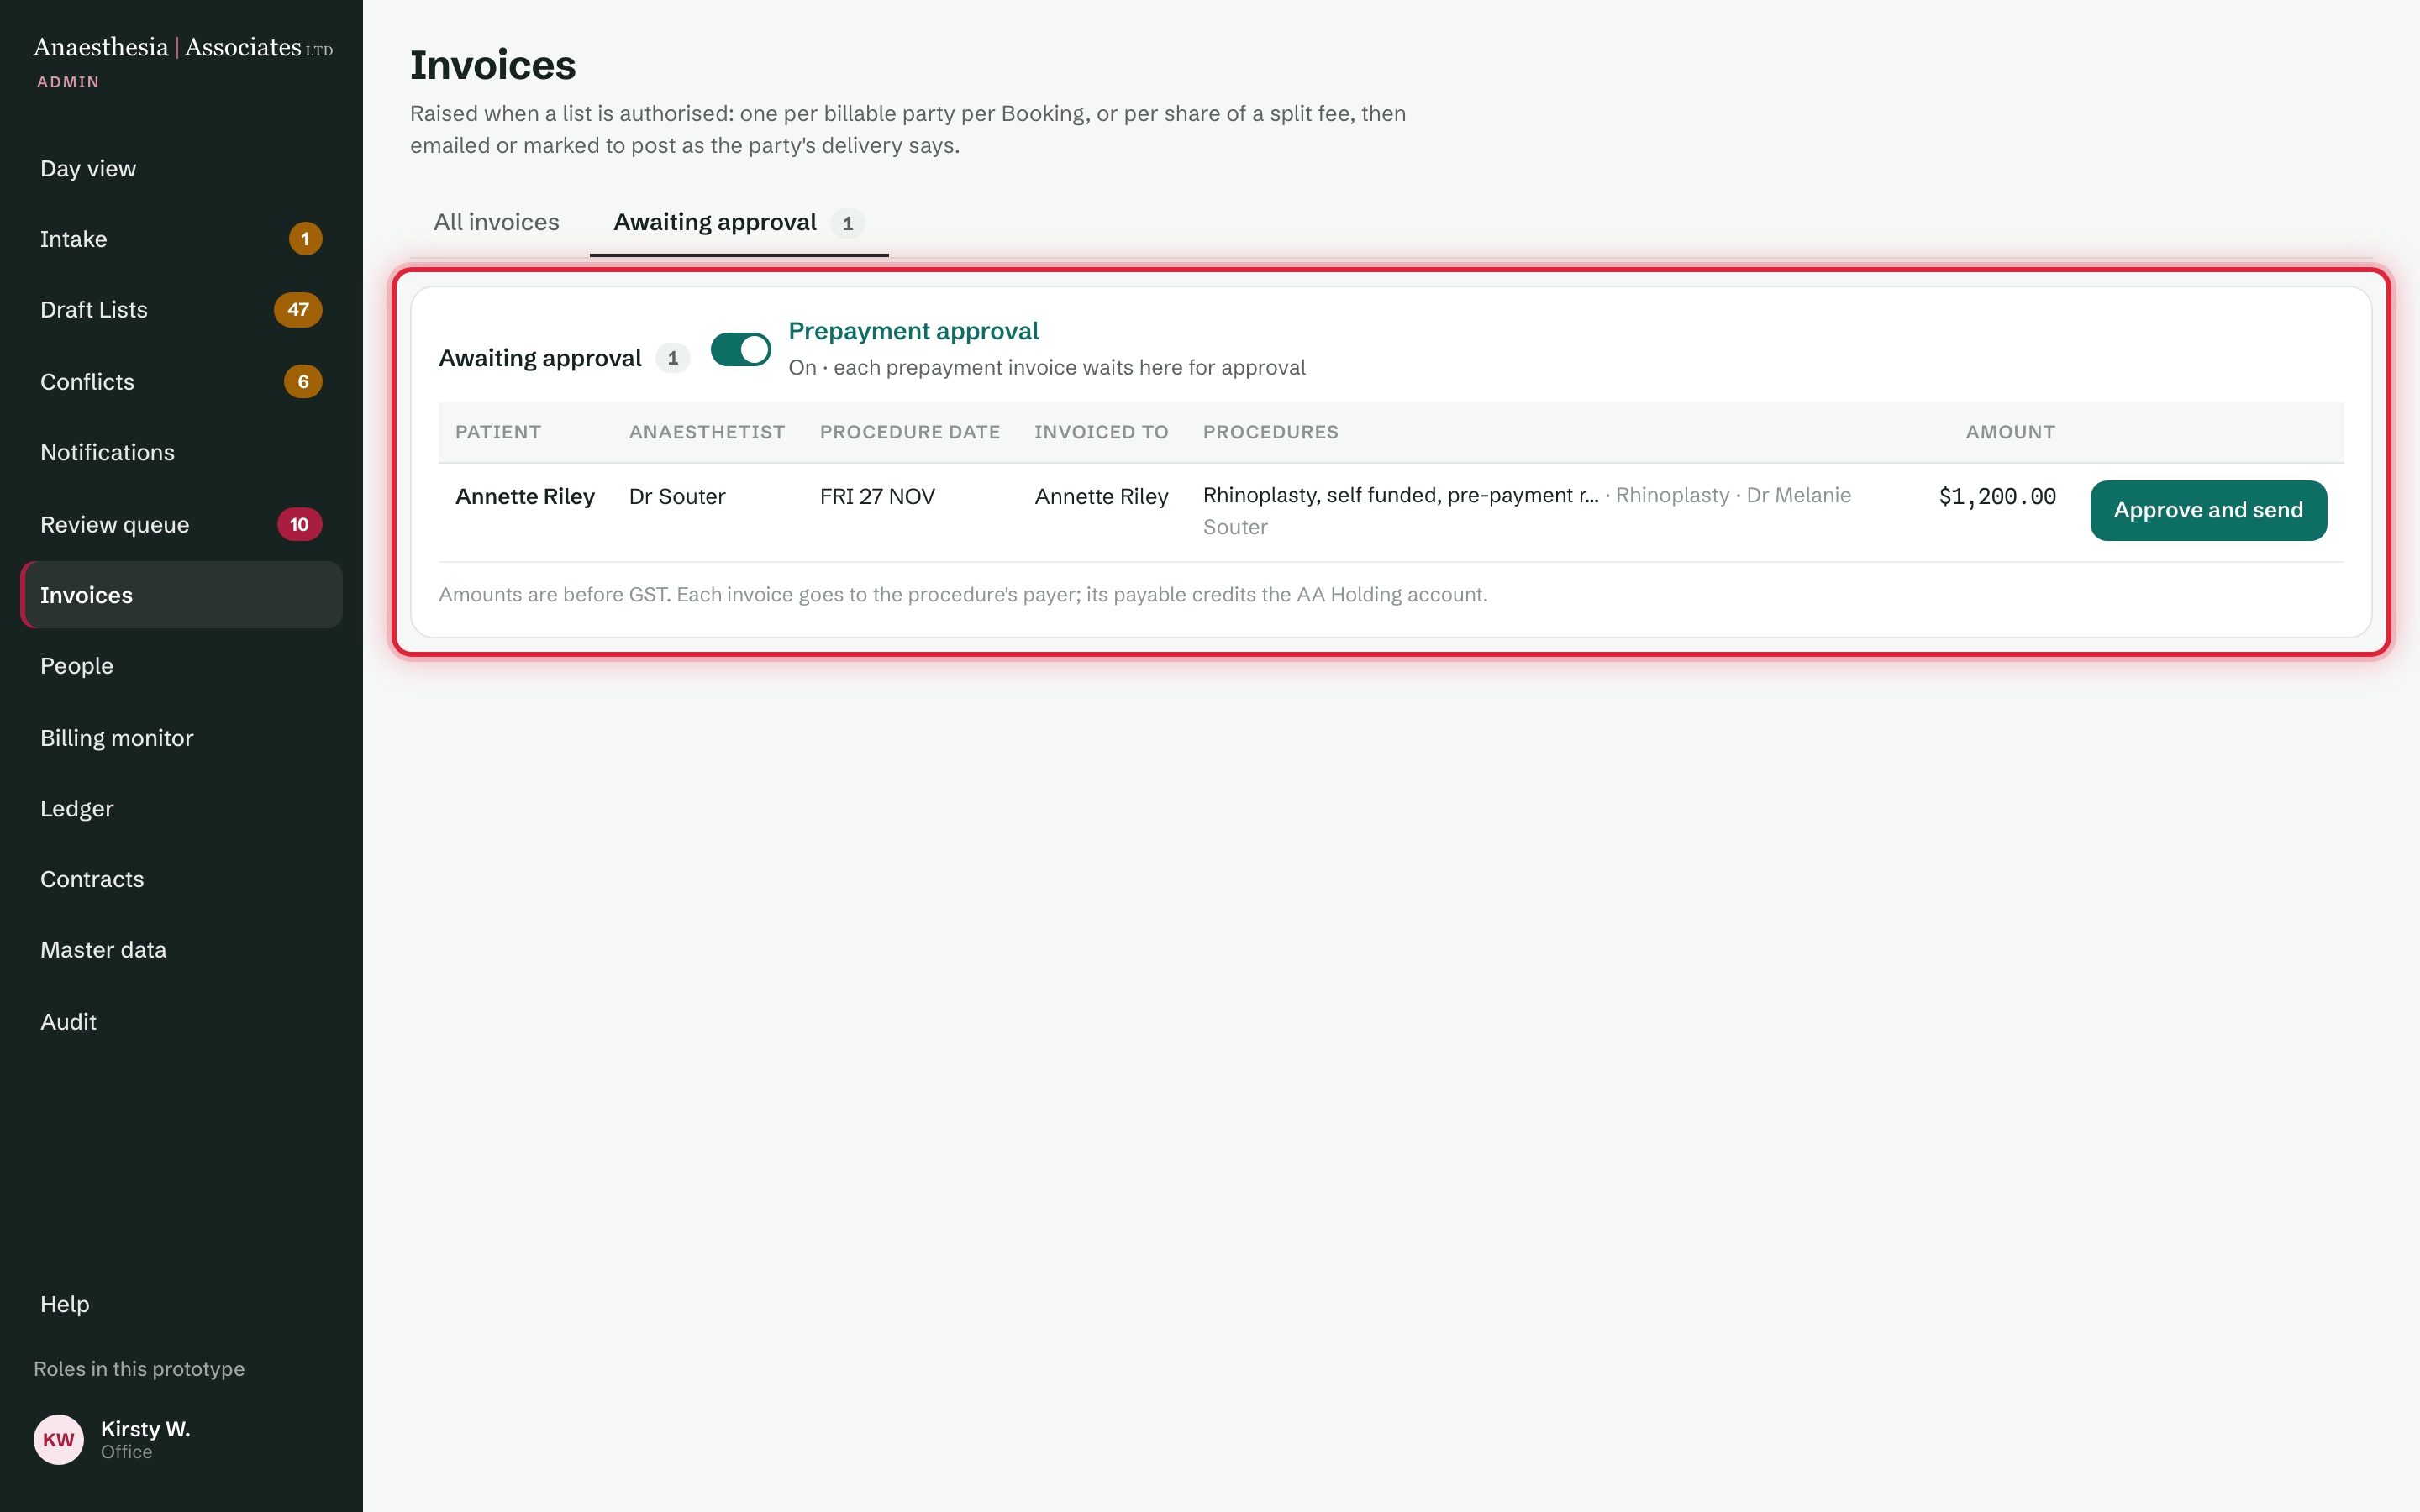 Anaesthesia | Associates LTD
ADMIN
Day view
Intake 1
Draft Lists 47
Conflicts 6
Notifications
Review queue 10
Invoices
People
Billing monitor
Ledger
Contracts
Master data
Audit
Help
Roles in this prototype
KW
Kirsty W.
Office
Invoices
Raised when a list is authorised: one per billable party per Booking, or per share of a split fee, then
emailed or marked to post as the party's delivery says.
All invoices Awaiting approval 1
Awaiting approval 1
Prepayment approval
On · each prepayment invoice waits here for approval
PATIENT ANAESTHETIST PROCEDURE DATE INVOICED TO PROCEDURES AMOUNT
Annette Riley Dr Souter FRI 27 NOV Annette Riley Rhinoplasty, self funded, pre-payment r... · Rhinoplasty · Dr Melanie $1,200.00 Approve and send
Souter
Amounts are before GST. Each invoice goes to the procedure's payer; its payable credits the AA Holding account.